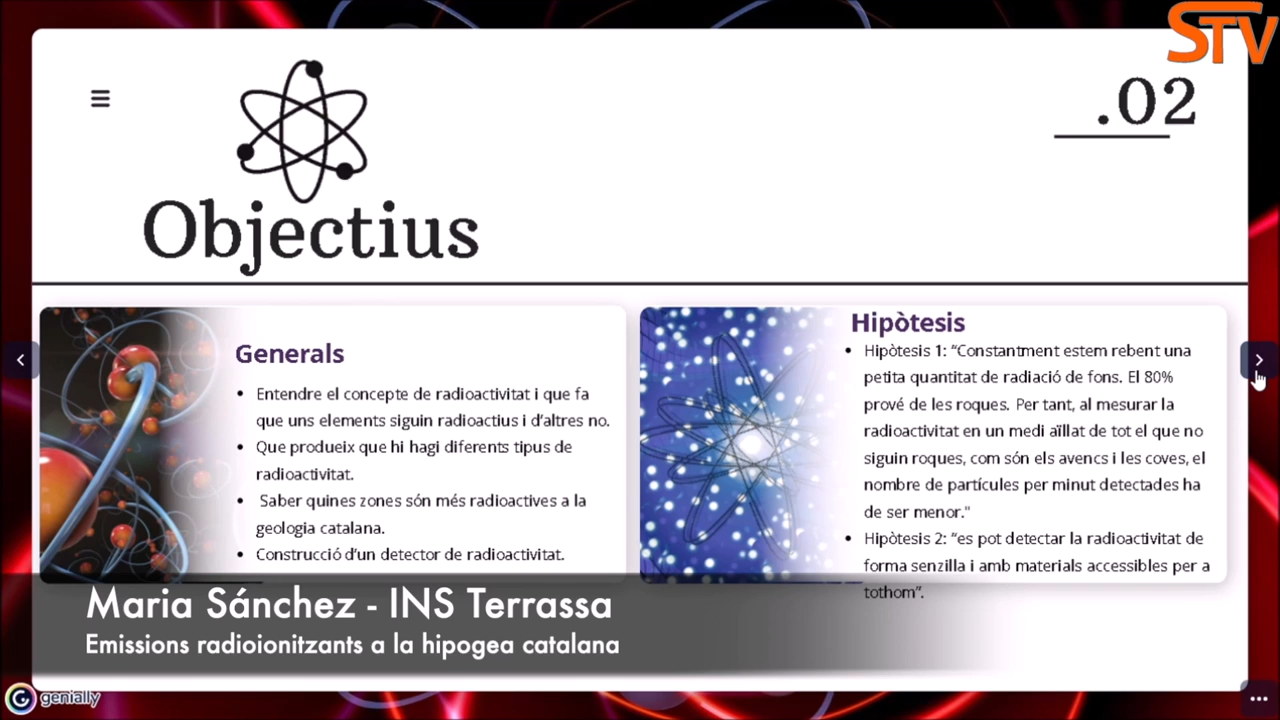 STV
.02
Objectius
Generals
• Entendre el concepte de radioactivitat i que fa
que uns elements siguin radioactius i d’altres no.
• Que produeix que hi hagi diferents tipus de
radioactivitat.
• Saber quines zones són més radioactives a la
geologia catalana.
• Construcció d’un detector de radioactivitat.
Hipòtesis
• Hipòtesis 1: “Constantment estem rebent una
petita quantitat de radiació de fons. El 80%
prové de les roques. Per tant, al mesurar la
radioactivitat en un medi aïllat de tot el que no
siguin roques, com són els avencs i les coves, el
nombre de partícules per minut detectades ha
de ser menor."
• Hipòtesis 2: “es pot detectar la radioactivitat de
forma senzilla i amb materials accessibles per a
tothom”.
Maria Sánchez - INS Terrassa
Emissions radioionitzants a la hipogea catalana
genially